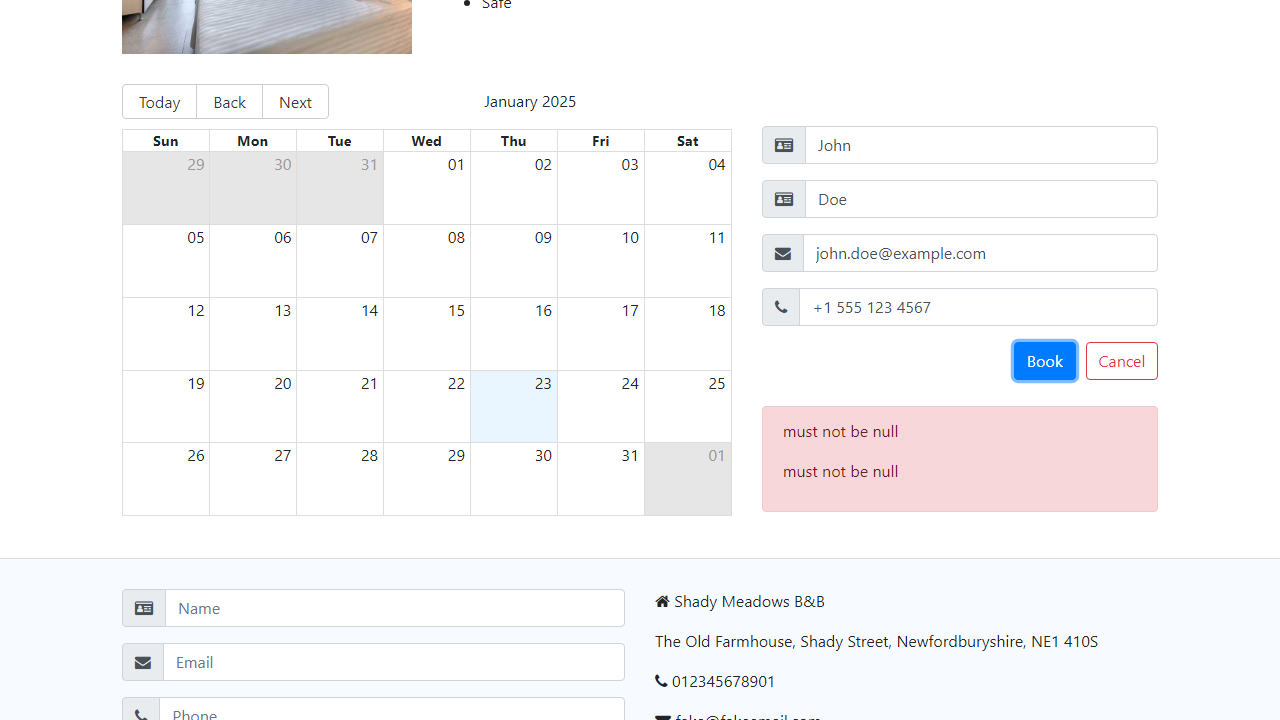 Safe
Today Back Next January 2025
Sun Mon Tue Wed Thu Fri Sat
29 30 31 01 02 03 04
05 06 07 08 09 10 11
12 13 14 15 16 17 18
19 20 21 22 23 24 25
26 27 28 29 30 31 01
John
Doe
john.doe@example.com
+1 555 123 4567
Book Cancel
must not be null
must not be null
Name
Email
Phone
Shady Meadows B&B
The Old Farmhouse, Shady Street, Newfordburyshire, NE1 410S
012345678901
fake@fakeemail.com